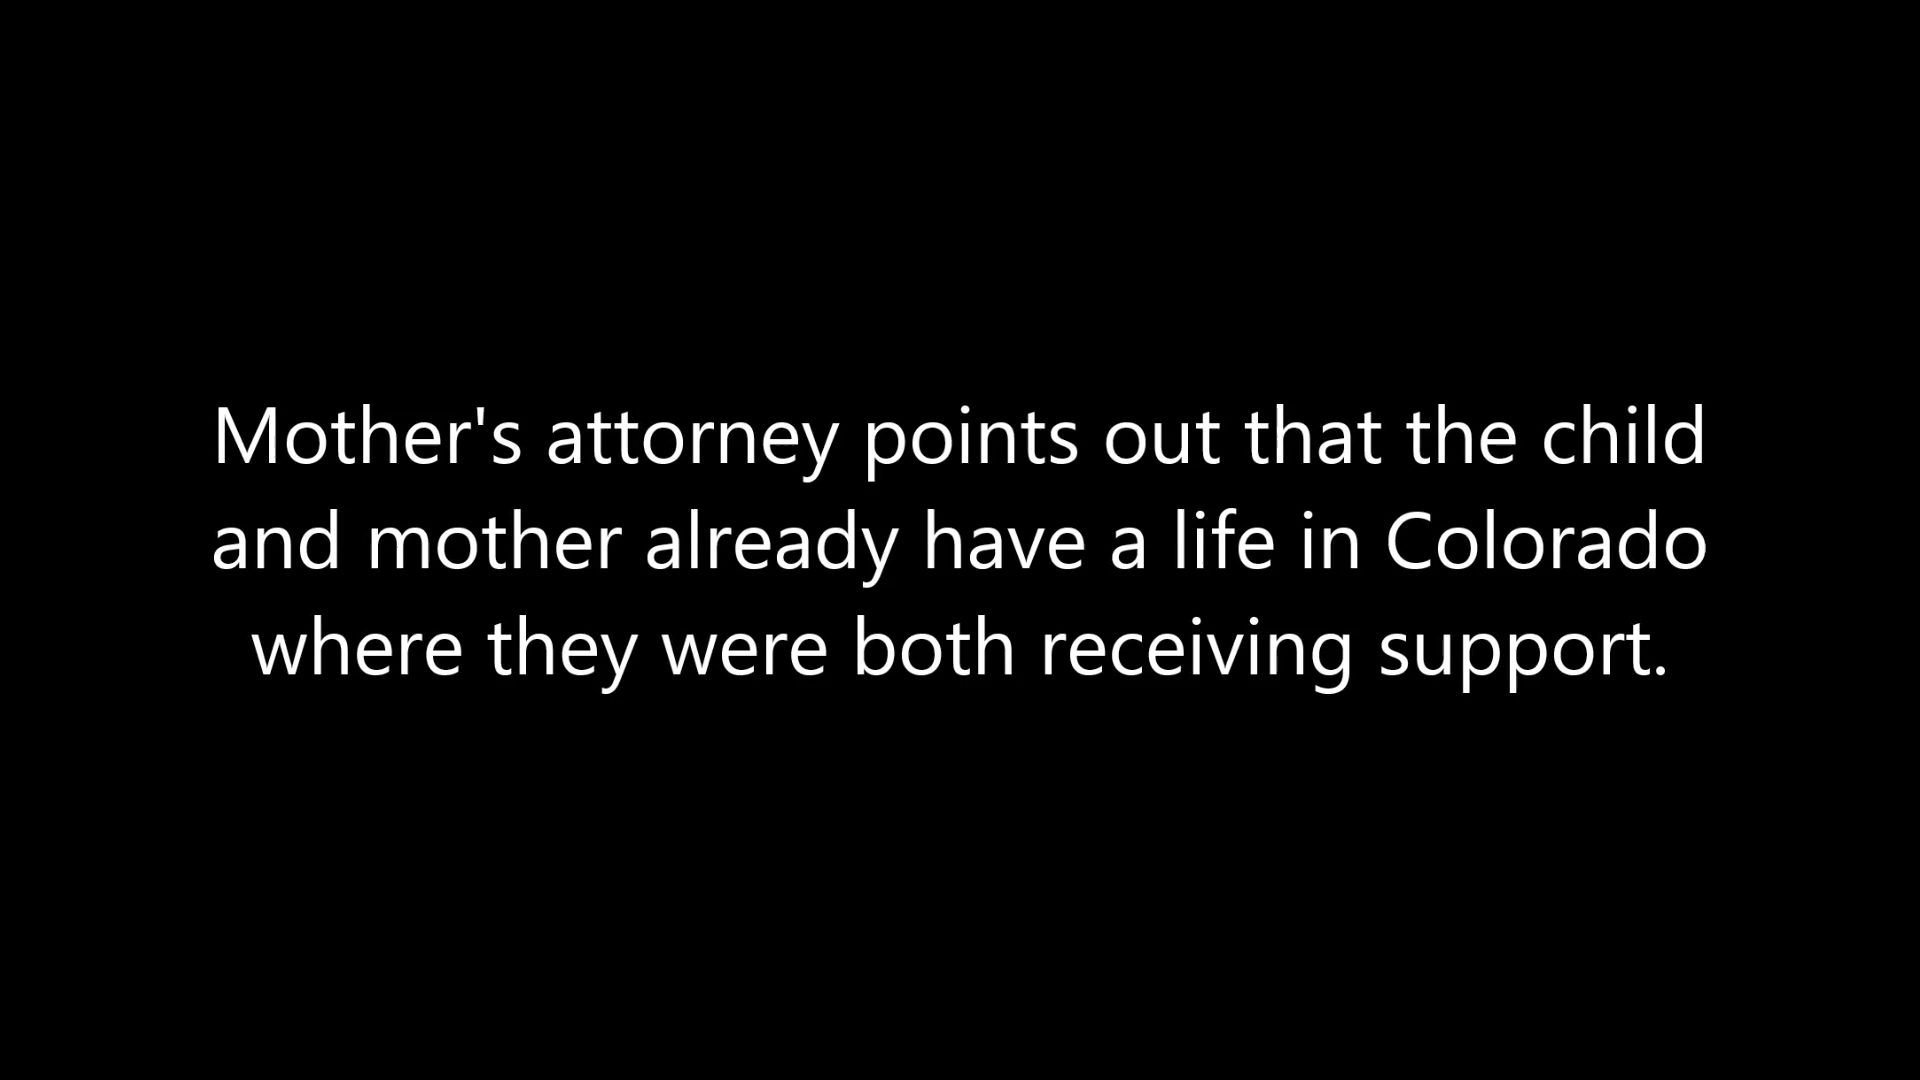 Mother's attorney points out that the child
and mother already have a life in Colorado
where they were both receiving support.